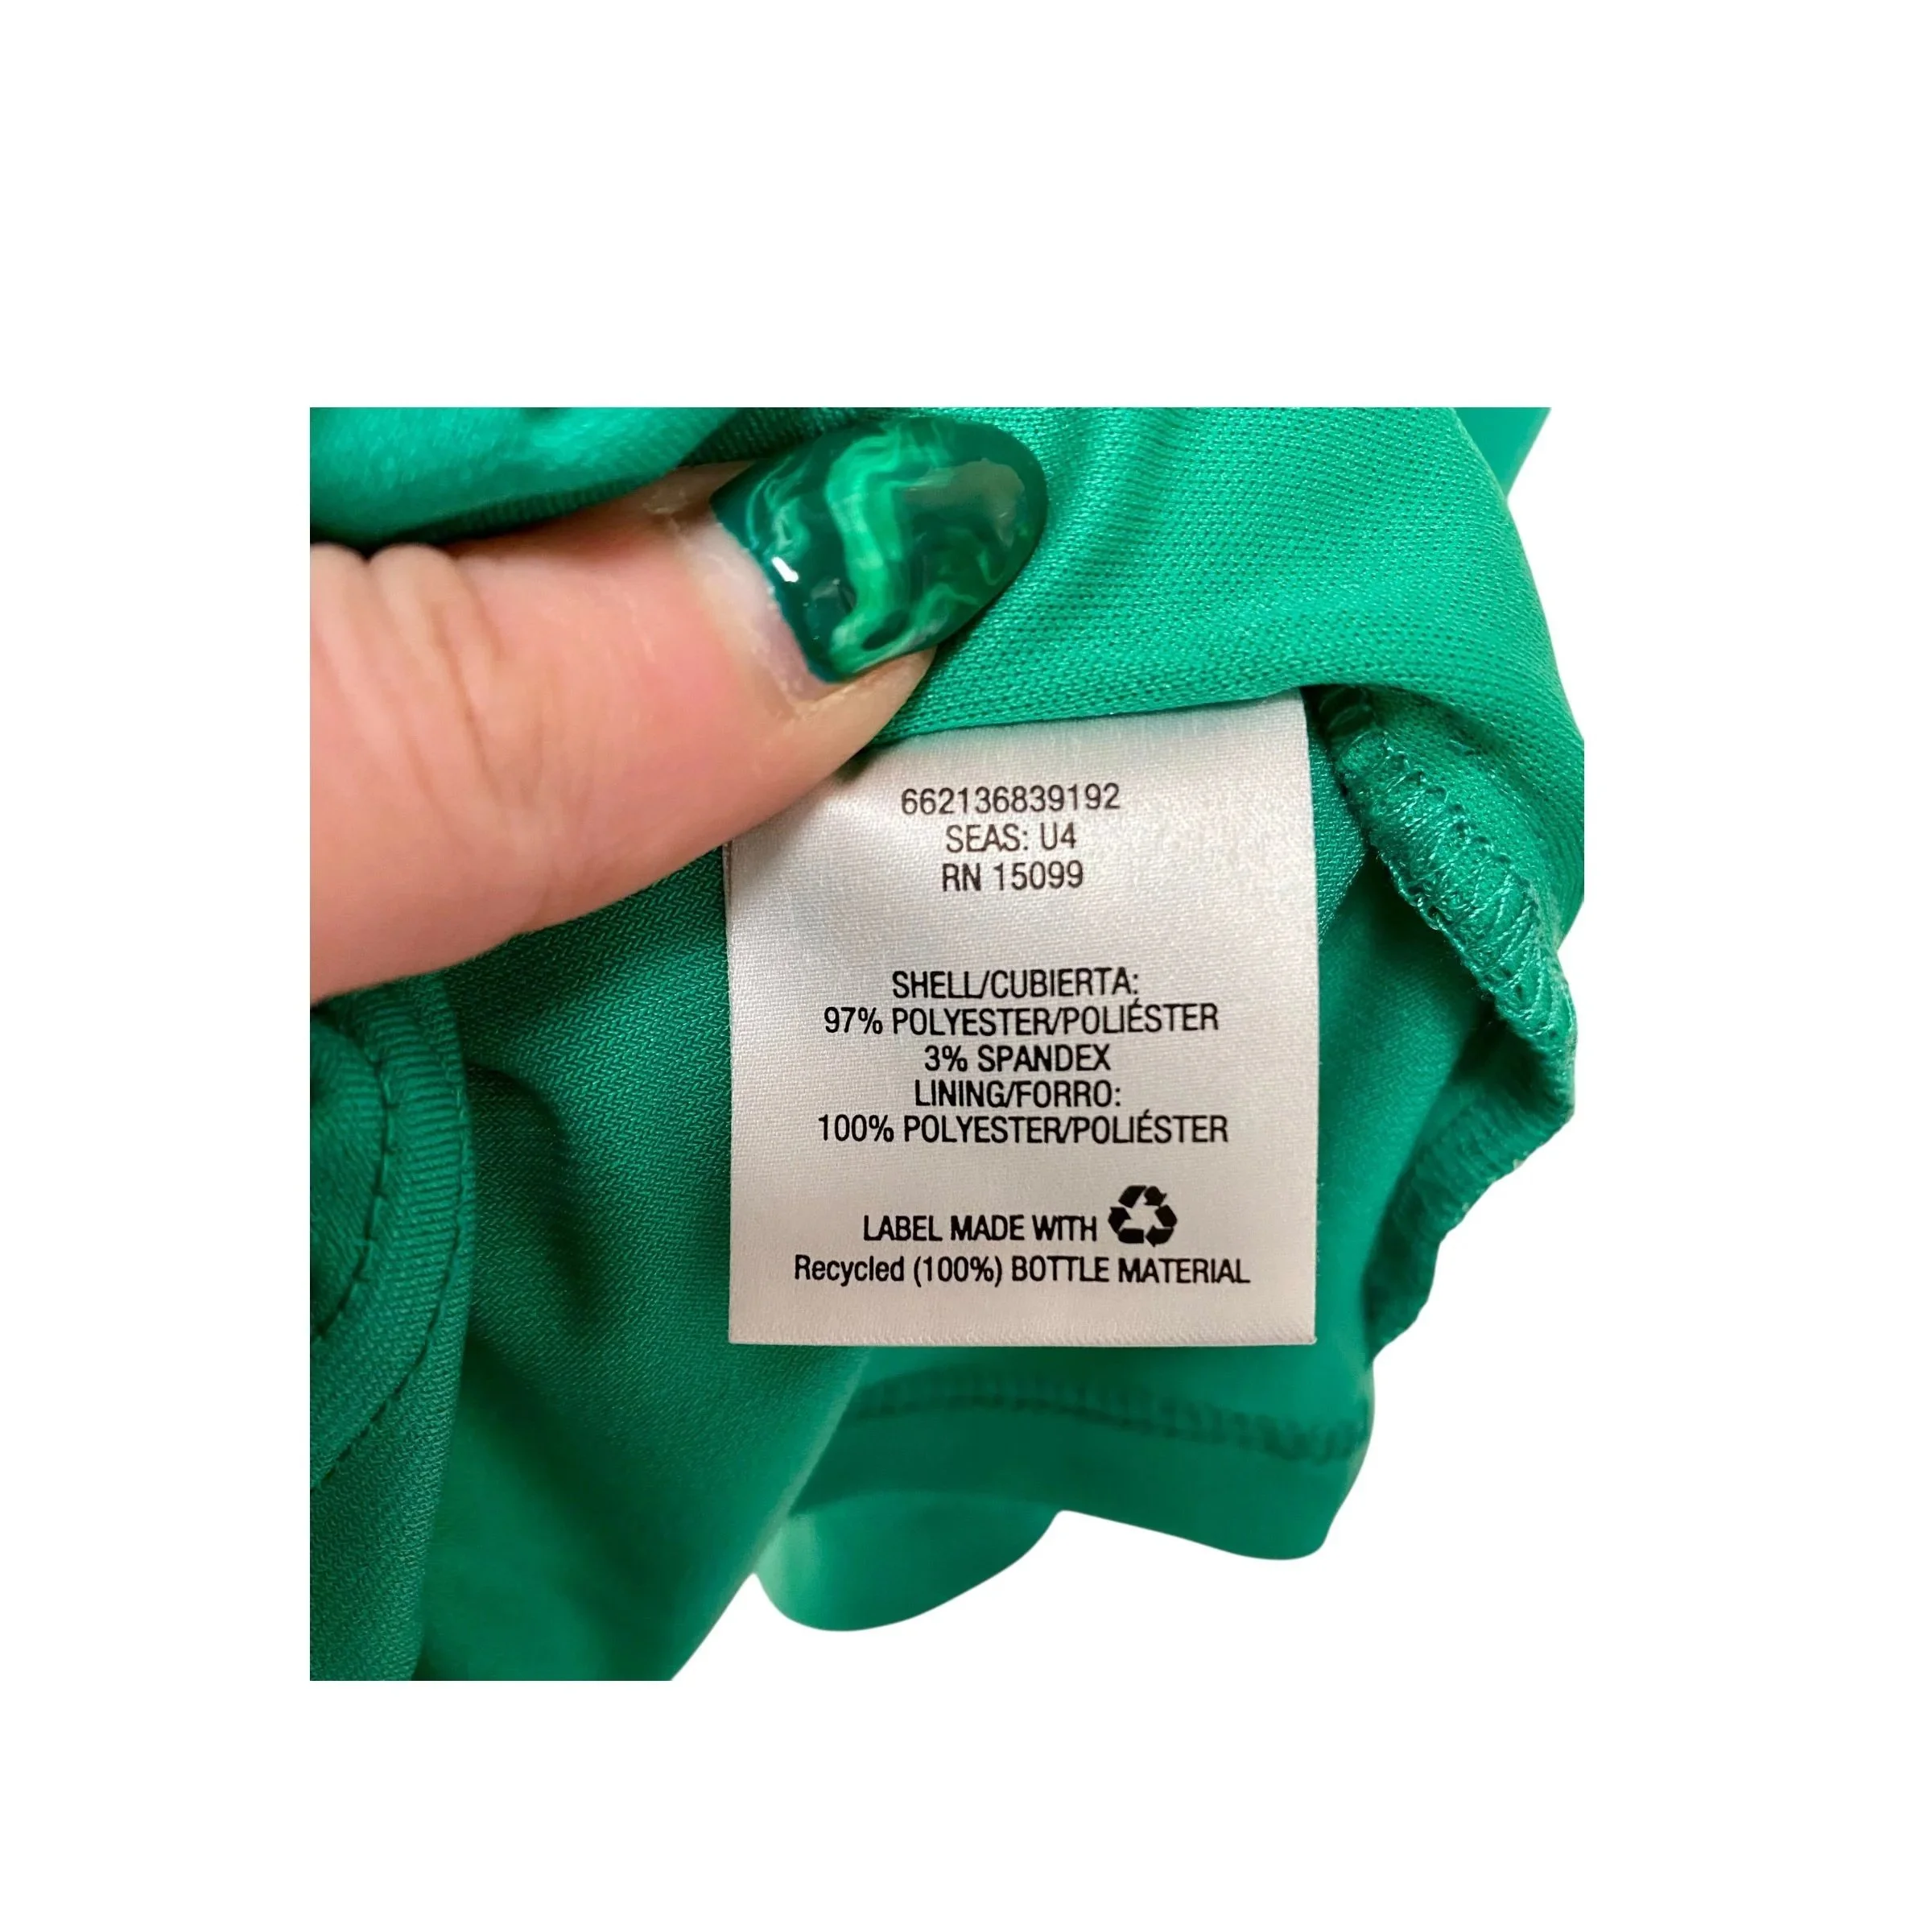 662136839192
SEAS: U4
RN 15099
SHELL/CUBIERTA:
97% POLYESTER/POLIÉSTER
3% SPANDEX
LINING/FORRO:
100% POLYESTER/POLIÉSTER
LABEL MADE WITH
Recycled (100%) BOTTLE MATERIAL